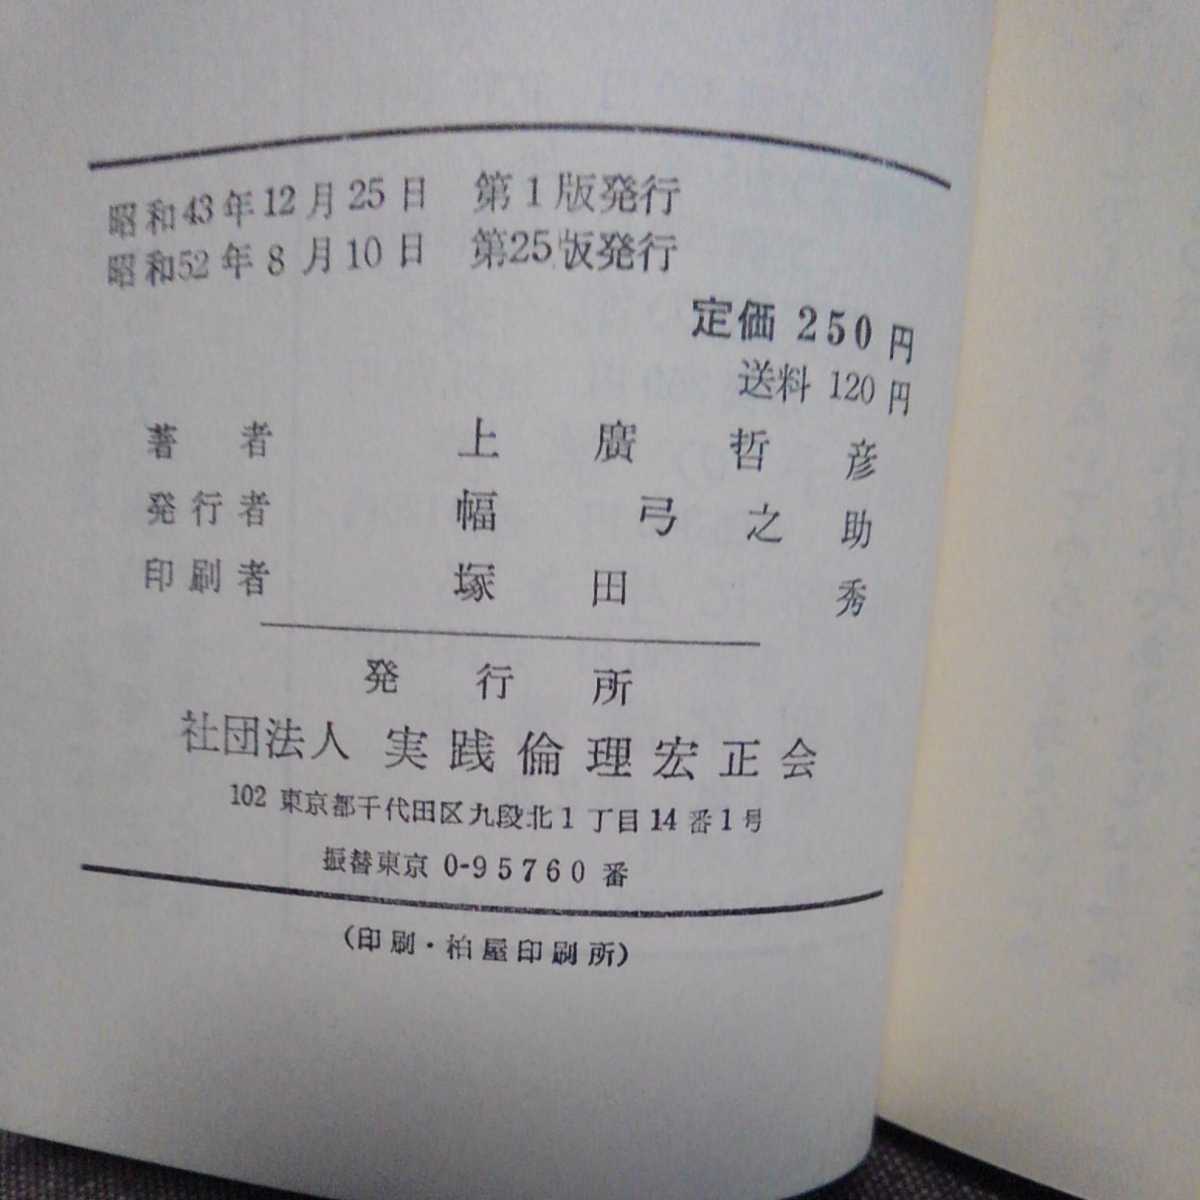 昭和43年12月25日 第1版発行
昭和52年8月10日 第25版発行
定価 250円
送料 120円
著者 上廣哲彦
発行者 幅弓之助
印刷者 塚田秀
発行所
社団法人 実践倫理宏正会
102 東京都千代田区九段北1丁目14番1号
振替東京 0-95760番
(印刷・柏屋印刷所)